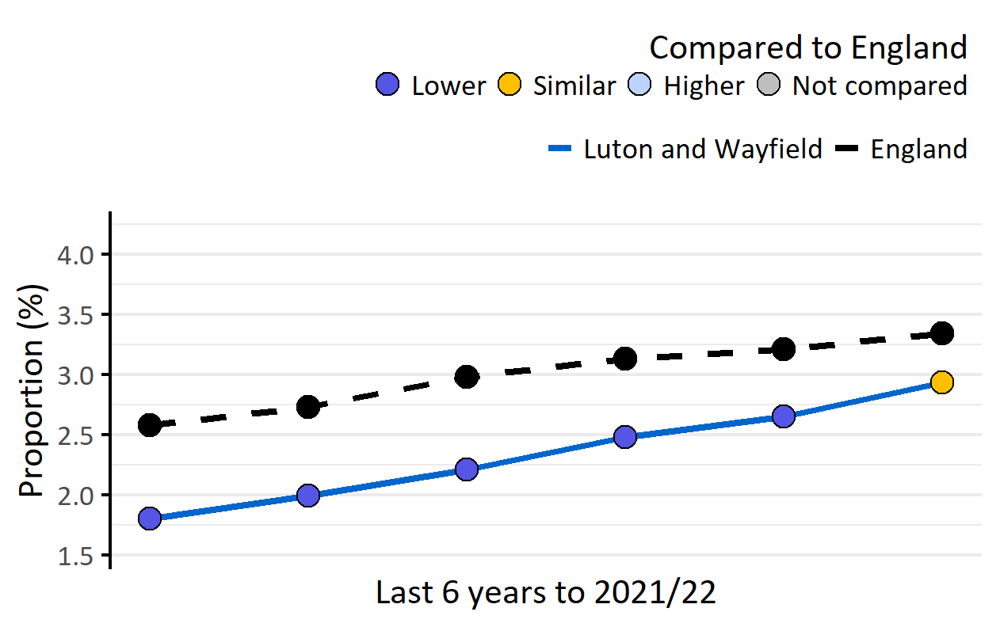 Compared to England
Lower Similar Higher Not compared
Luton and Wayfield England
Proportion (%)
4.0
3.5
3.0
2.5
2.0
1.5
Last 6 years to 2021/22